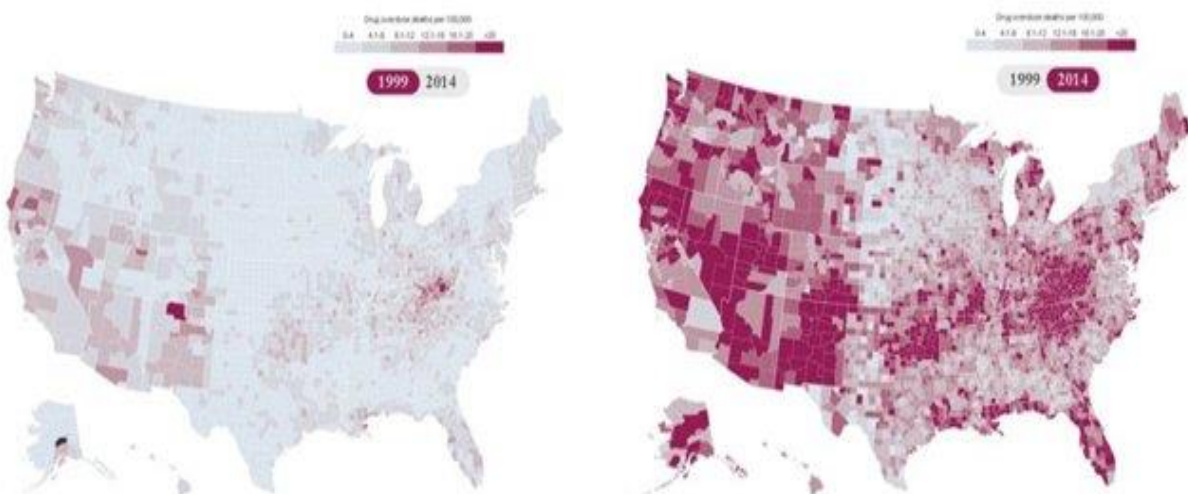 Drug overdose deaths per 100,000
0-4 4.1-8 8.1-12 12.1-16 16.1-20 >20
1999 2014
Drug overdose deaths per 100,000
0-4 4.1-8 8.1-12 12.1-16 16.1-20 >20
1999 2014